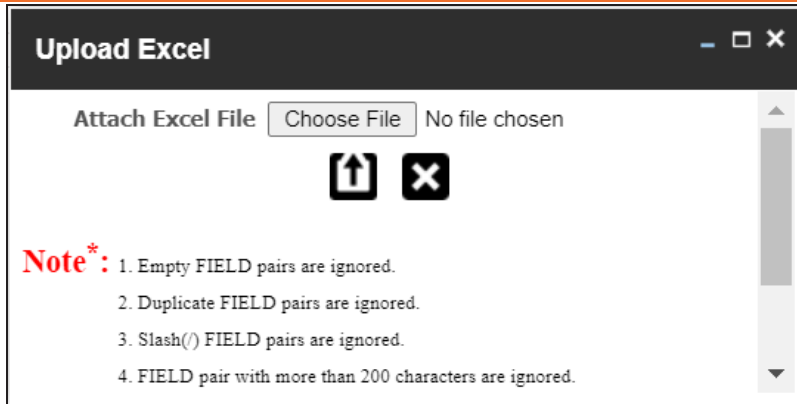 Upload Excel
Attach Excel File Choose File No file chosen
Note*: 1. Empty FIELD pairs are ignored.
2. Duplicate FIELD pairs are ignored.
3. Slash(/) FIELD pairs are ignored.
4. FIELD pair with more than 200 characters are ignored.